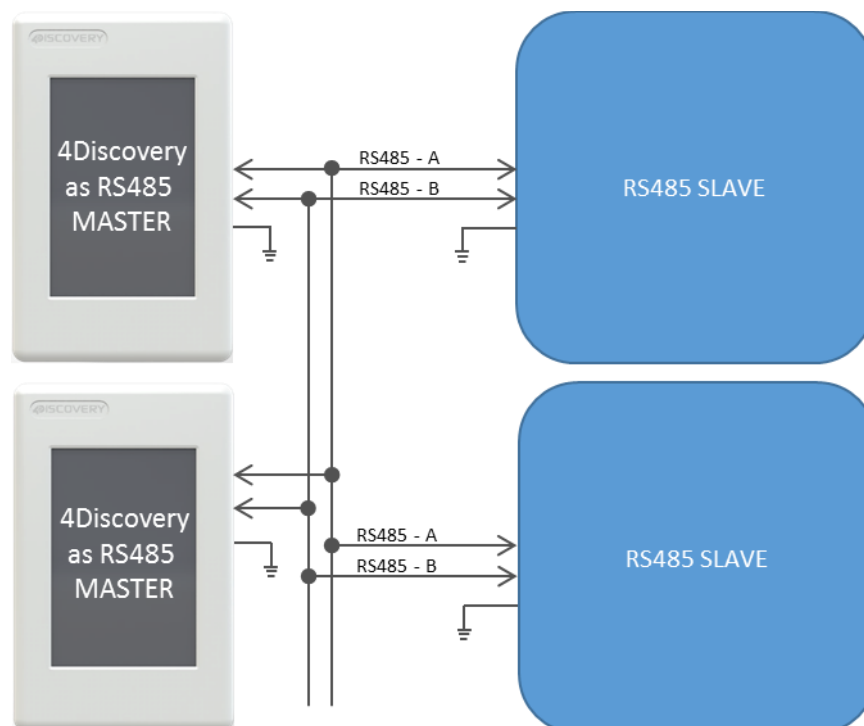 4DISCOVERY
4Discovery
as RS485
MASTER
RS485 - A
RS485 - B
RS485 SLAVE
4DISCOVERY
4Discovery
as RS485
MASTER
RS485 - A
RS485 - B
RS485 SLAVE